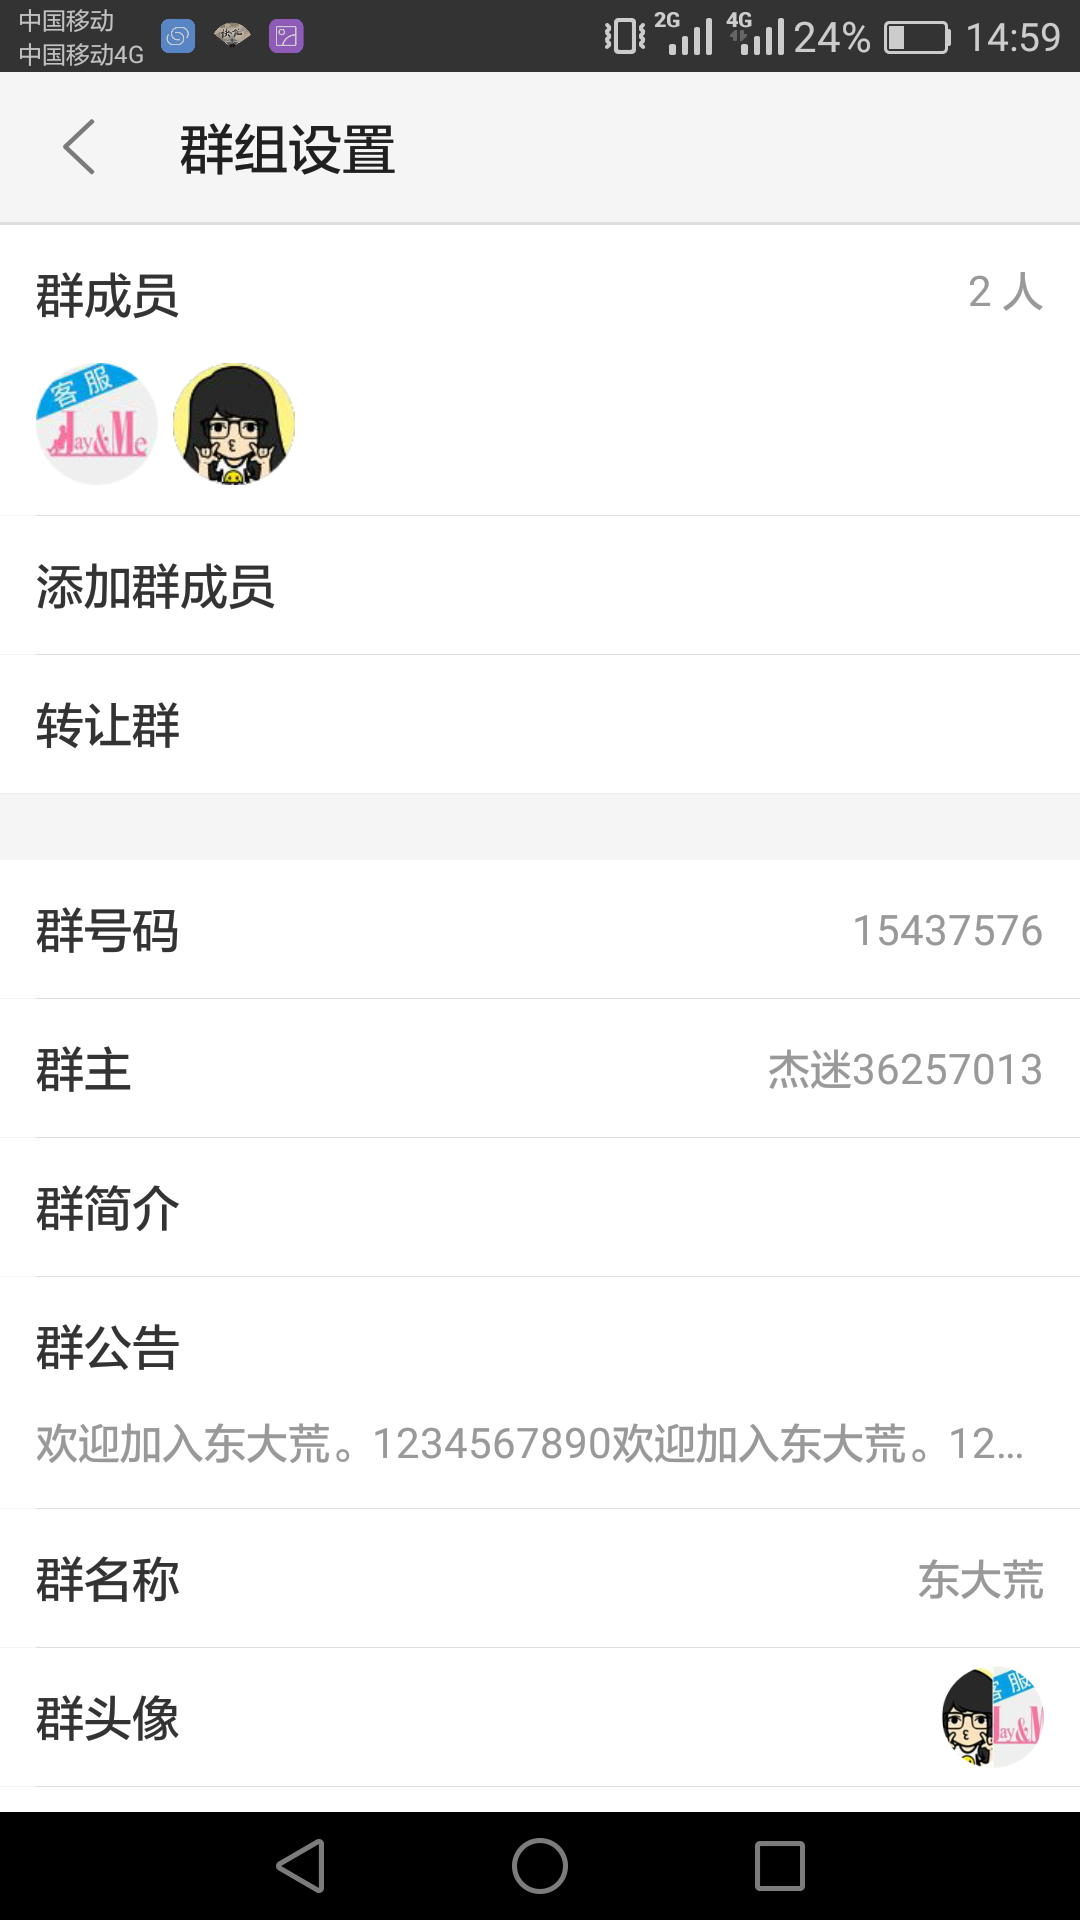 中国移动
中国移动4G
2G 4G 24% 14:59
群组设置
群成员 2 人
客服
Jay&Me
添加群成员
转让群
群号码 15437576
群主 杰迷36257013
群简介
群公告
欢迎加入东大荒。1234567890欢迎加入东大荒。12...
群名称 东大荒
群头像